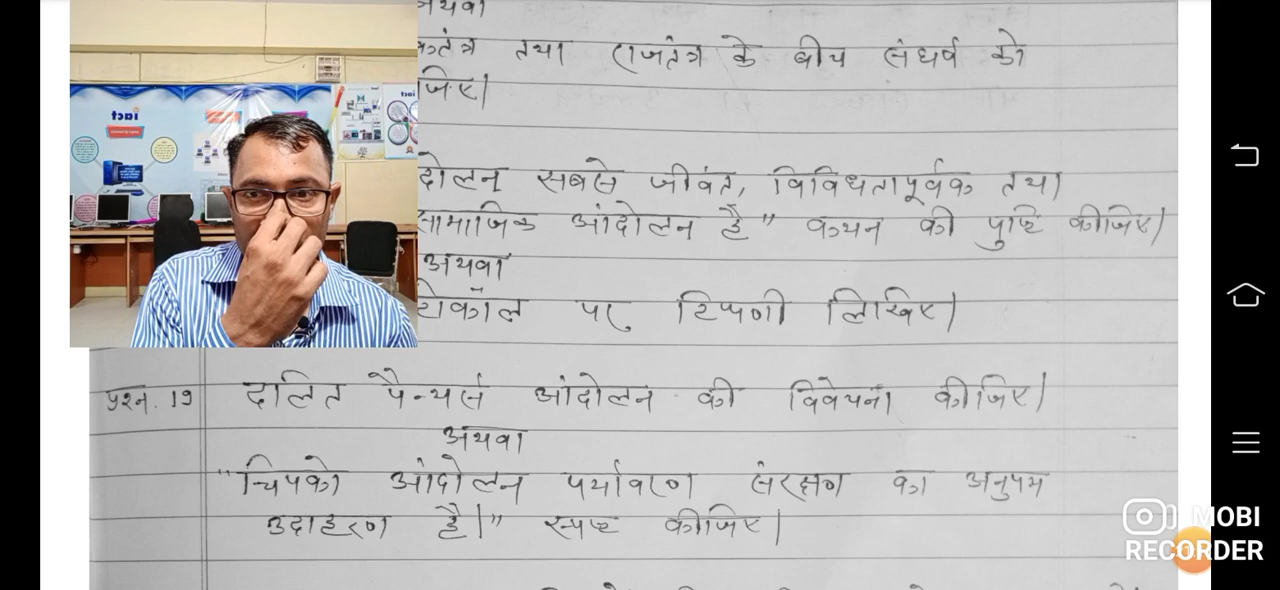 तथा राजतंत्र के बीच संघर्ष को
सबसे जीवंत, विविधतापूर्वक तथा
सामाजिक आंदोलन है" कथन की पुष्टि कीजिए।
अथवा
पर टिप्पणी लिखिए।
प्रश्न. 19 दलित पैन्थर्स आंदोलन की विवेचना कीजिए।
अथवा
"चिपको आंदोलन पर्यावरण संरक्षण का अनुपम
उदाहरण है।" स्पष्ट कीजिए।
MOBI
RECORDER